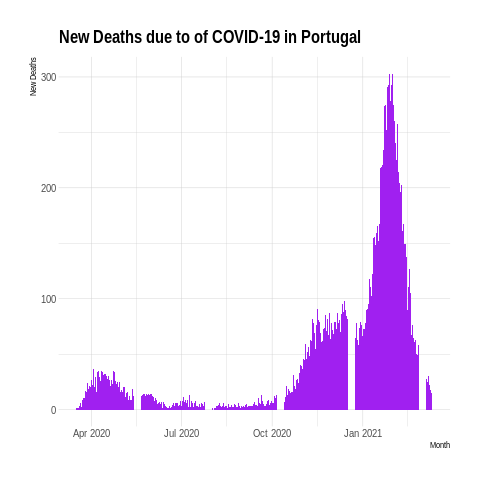 New Deaths due to of COVID-19 in Portugal
New Deaths
300
200
100
0
Apr 2020 Jul 2020 Oct 2020 Jan 2021
Month